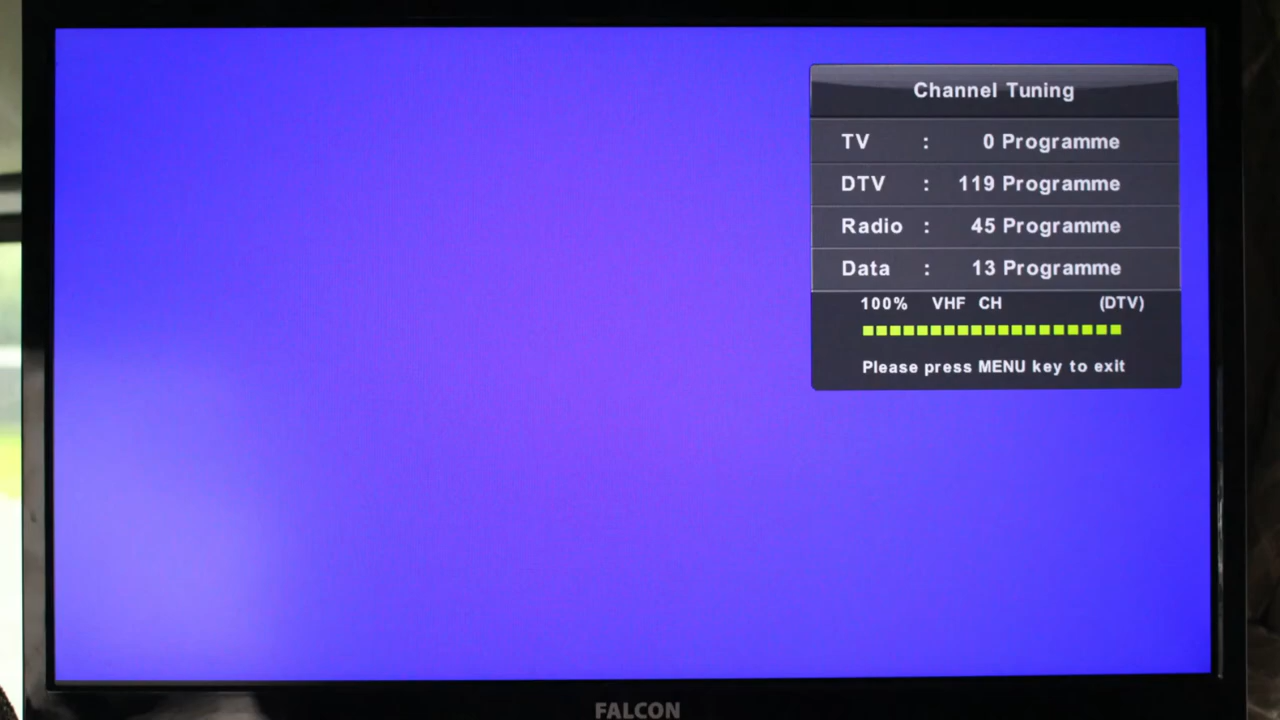 Channel Tuning
TV : 0 Programme
DTV : 119 Programme
Radio : 45 Programme
Data : 13 Programme
100% VHF CH (DTV)
Please press MENU key to exit
FALCON